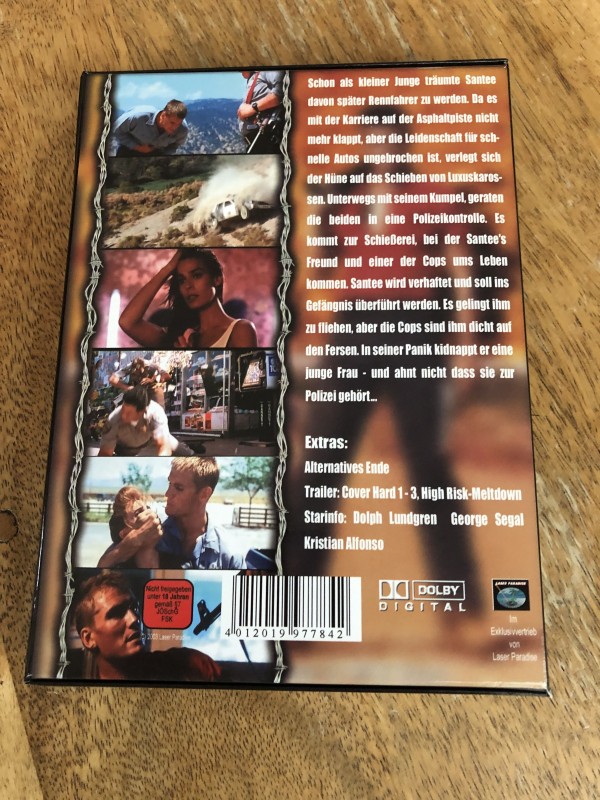 Schon als kleiner Junge träumte Santee
davon später Rennfahrer zu werden. Da es
mit der Karriere auf der Asphaltpiste nicht
mehr klappt, aber die Leidenschaft für sch-
nelle Autos ungebrochen ist, verlegt sich
der Hüne auf das Schieben von Luxuskaros-
sen. Unterwegs mit seinem Kumpel, geraten
die beiden in eine Polizeikontrolle. Es
kommt zur Schießerei, bei der Santee's
Freund und einer der Cops ums Leben
kommen. Santee wird verhaftet und soll ins
Gefängnis überführt werden. Es gelingt ihm
zu fliehen, aber die Cops sind ihm dicht auf
den Fersen. In seiner Panik kidnappt er eine
junge Frau - und ahnt nicht dass sie zur
Polizei gehört...
Extras:
Alternatives Ende
Trailer: Cover Hard 1 - 3, High Risk-Meltdown
Starinfo: Dolph Lundgren George Segal
Kristian Alfonso
Nicht freigegeben
unter 18 Jahren
gemäß §7
JÖSchG
FSK
© 2003 Laser Paradise
4 012019 977842
DOLBY
DIGITAL
LASER PARADISE
Im
Exklusivvertrieb
von
Laser Paradise